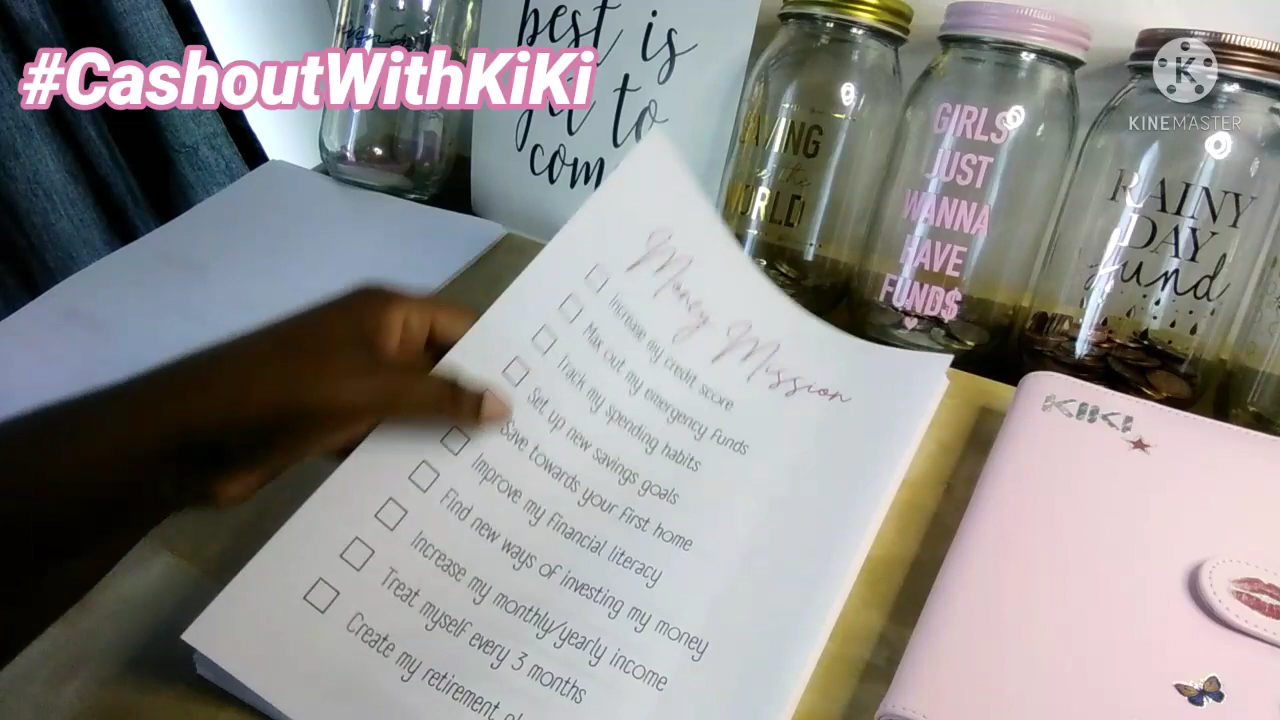 #CashoutWithKiKi
best is
yet to
com
SAVING
the
WORLD
GIRLS
JUST
WANNA
HAVE
FUND$
RAINY
DAY
fund
K
KINEMASTER
Money Mission
Increase my credit score
Max out my emergency funds
Track my spending habits
Set up new savings goals
Save towards your first home
Improve my financial literacy
Find new ways of investing my money
Increase my monthly/yearly income
Treat myself every 3 months
Create my retirement
KIKI